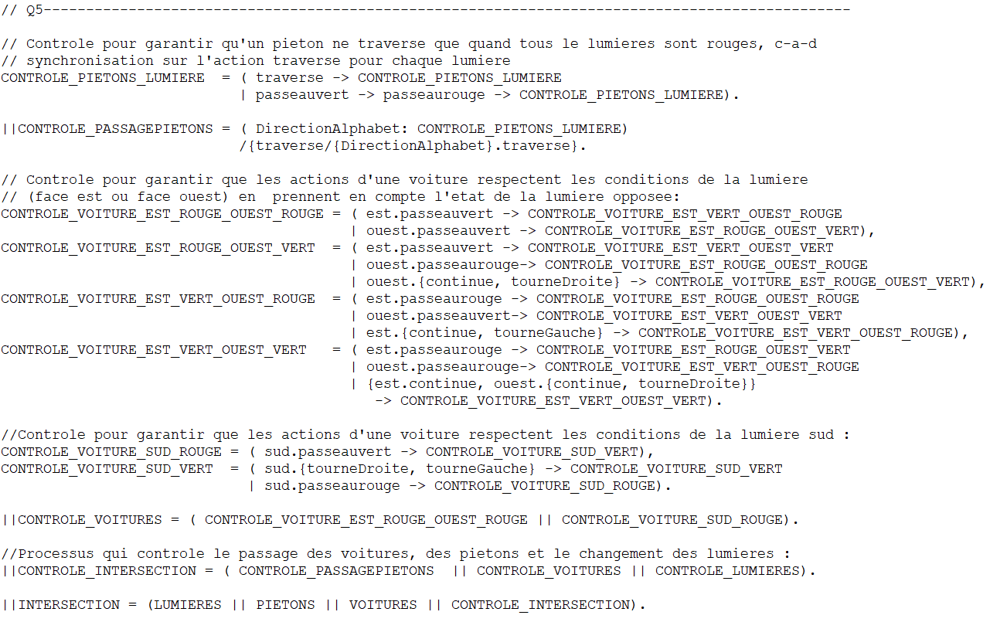 // Q5-----------------------------------------------------------------------------------------------
// Controle pour garantir qu'un pieton ne traverse que quand tous le lumieres sont rouges, c-a-d
// synchronisation sur l'action traverse pour chaque lumiere
CONTROLE_PIETONS_LUMIERE  = ( traverse -> CONTROLE_PIETONS_LUMIERE
                            | passeauvert -> passeaurouge -> CONTROLE_PIETONS_LUMIERE).
||CONTROLE_PASSAGEPIETONS = ( DirectionAlphabet: CONTROLE_PIETONS_LUMIERE)
                            /{traverse/{DirectionAlphabet}.traverse}.
// Controle pour garantir que les actions d'une voiture respectent les conditions de la lumiere
// (face est ou face ouest) en  prennent en compte l'etat de la lumiere opposee:
CONTROLE_VOITURE_EST_ROUGE_OUEST_ROUGE = ( est.passeauvert -> CONTROLE_VOITURE_EST_VERT_OUEST_ROUGE
                                         | ouest.passeauvert -> CONTROLE_VOITURE_EST_ROUGE_OUEST_VERT),
CONTROLE_VOITURE_EST_ROUGE_OUEST_VERT  = ( est.passeauvert -> CONTROLE_VOITURE_EST_VERT_OUEST_VERT
                                         | ouest.passeaurouge-> CONTROLE_VOITURE_EST_ROUGE_OUEST_ROUGE
                                         | ouest.{continue, tourneDroite} -> CONTROLE_VOITURE_EST_ROUGE_OUEST_VERT),
CONTROLE_VOITURE_EST_VERT_OUEST_ROUGE  = ( est.passeaurouge -> CONTROLE_VOITURE_EST_ROUGE_OUEST_ROUGE
                                         | ouest.passeauvert-> CONTROLE_VOITURE_EST_VERT_OUEST_VERT
                                         | est.{continue, tourneGauche} -> CONTROLE_VOITURE_EST_VERT_OUEST_ROUGE),
CONTROLE_VOITURE_EST_VERT_OUEST_VERT   = ( est.passeaurouge -> CONTROLE_VOITURE_EST_ROUGE_OUEST_VERT
                                         | ouest.passeaurouge-> CONTROLE_VOITURE_EST_VERT_OUEST_ROUGE
                                         | {est.continue, ouest.{continue, tourneDroite}}
                                            -> CONTROLE_VOITURE_EST_VERT_OUEST_VERT).
//Controle pour garantir que les actions d'une voiture respectent les conditions de la lumiere sud :
CONTROLE_VOITURE_SUD_ROUGE = ( sud.passeauvert -> CONTROLE_VOITURE_SUD_VERT),
CONTROLE_VOITURE_SUD_VERT  = ( sud.{tourneDroite, tourneGauche} -> CONTROLE_VOITURE_SUD_VERT
                             | sud.passeaurouge -> CONTROLE_VOITURE_SUD_ROUGE).
||CONTROLE_VOITURES = ( CONTROLE_VOITURE_EST_ROUGE_OUEST_ROUGE || CONTROLE_VOITURE_SUD_ROUGE).
//Processus qui controle le passage des voitures, des pietons et le changement des lumieres :
||CONTROLE_INTERSECTION = ( CONTROLE_PASSAGEPIETONS  || CONTROLE_VOITURES || CONTROLE_LUMIERES).
||INTERSECTION = (LUMIERES || PIETONS || VOITURES || CONTROLE_INTERSECTION).